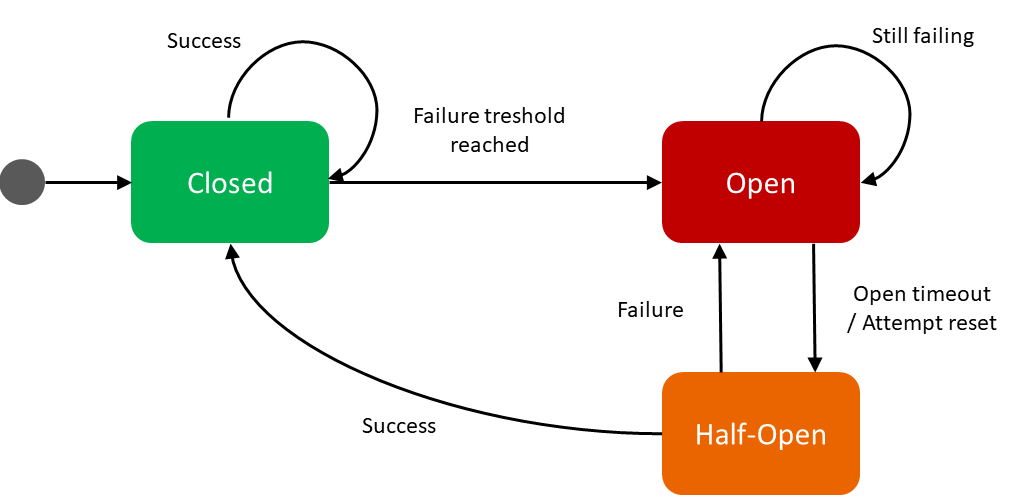 Success
Still failing
Failure treshold
reached
Closed
Open
Open timeout
/ Attempt reset
Failure
Success
Half-Open